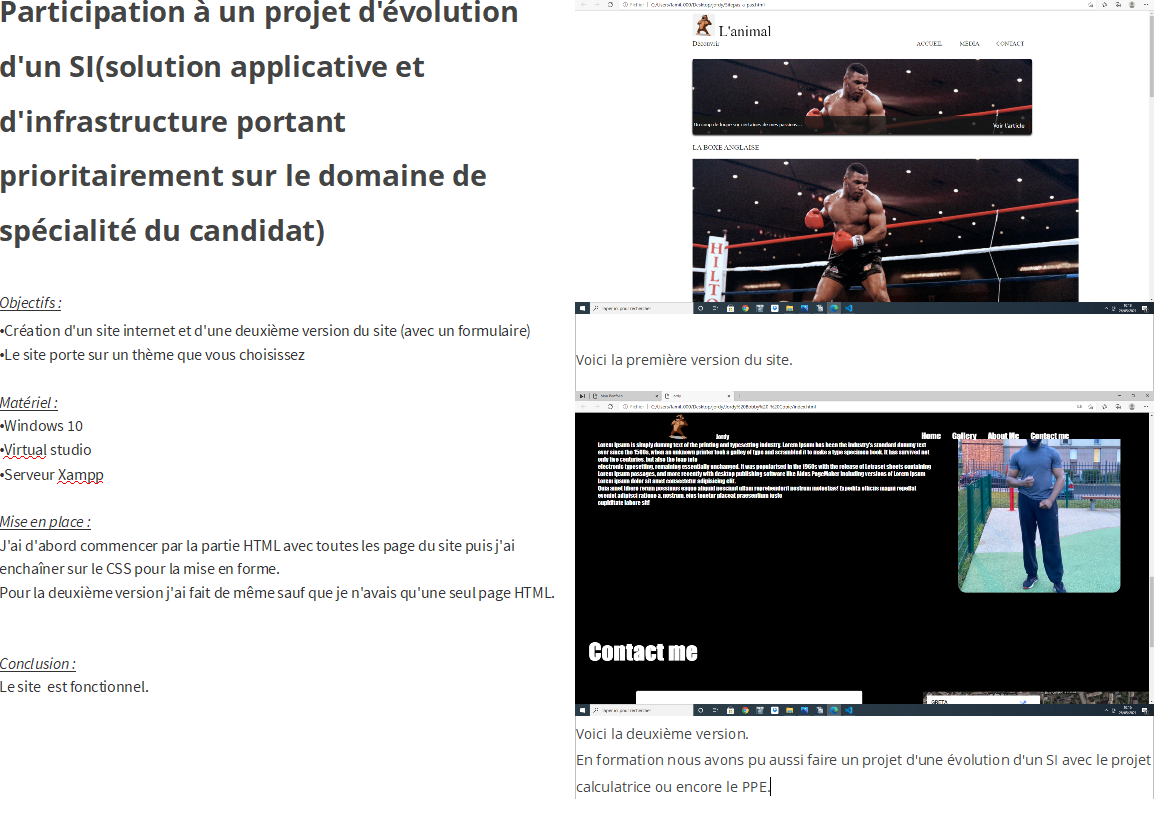 Participation à un projet d'évolution
d'un SI(solution applicative et
d'infrastructure portant
prioritairement sur le domaine de
spécialité du candidat)
Objectifs :
•Création d'un site internet et d'une deuxième version du site (avec un formulaire)
•Le site porte sur un thème que vous choisissez
Matériel :
•Windows 10
•Virtual studio
•Serveur Xampp
Mise en place :
J'ai d'abord commencer par la partie HTML avec toutes les page du site puis j'ai
enchaîner sur le CSS pour la mise en forme.
Pour la deuxième version j'ai fait de même sauf que je n'avais qu'une seul page HTML.
Conclusion :
Le site est fonctionnel.
L'animal
Découvrir
ACCUEIL MEDIA CONTACT
Voir l'article
LA BOXE ANGLAISE
HILTO
Voici la première version du site.
Jordy
Home Gallery About Me Contact me
Lorem Ipsum is simply dummy text of the printing and typesetting industry. Lorem Ipsum has been the industry's standard dummy text
ever since the 1500s, when an unknown printer took a galley of type and scrambled it to make a type specimen book. It has survived not
only five centuries, but also the leap into
electronic typesetting, remaining essentially unchanged. It was popularised in the 1960s with the release of Letraset sheets containing
Lorem Ipsum passages, and more recently with desktop publishing software like Aldus PageMaker including versions of Lorem Ipsum
Lorem ipsum dolor sit amet consectetur adipisicing elit.
Contact me
GRETA
Voici la deuxième version.
En formation nous avons pu aussi faire un projet d'une évolution d'un SI avec le projet
calculatrice ou encore le PPE.